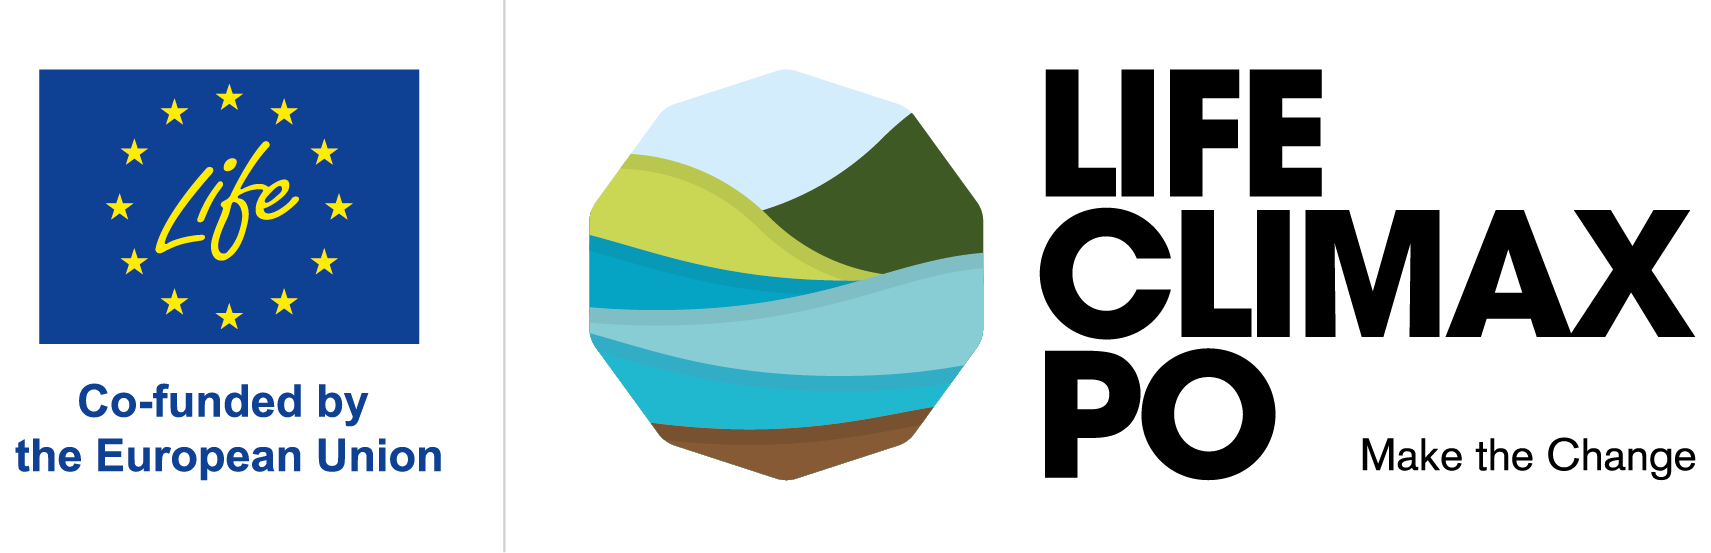 Life
Co-funded by
the European Union
LIFE
CLIMAX
PO
Make the Change